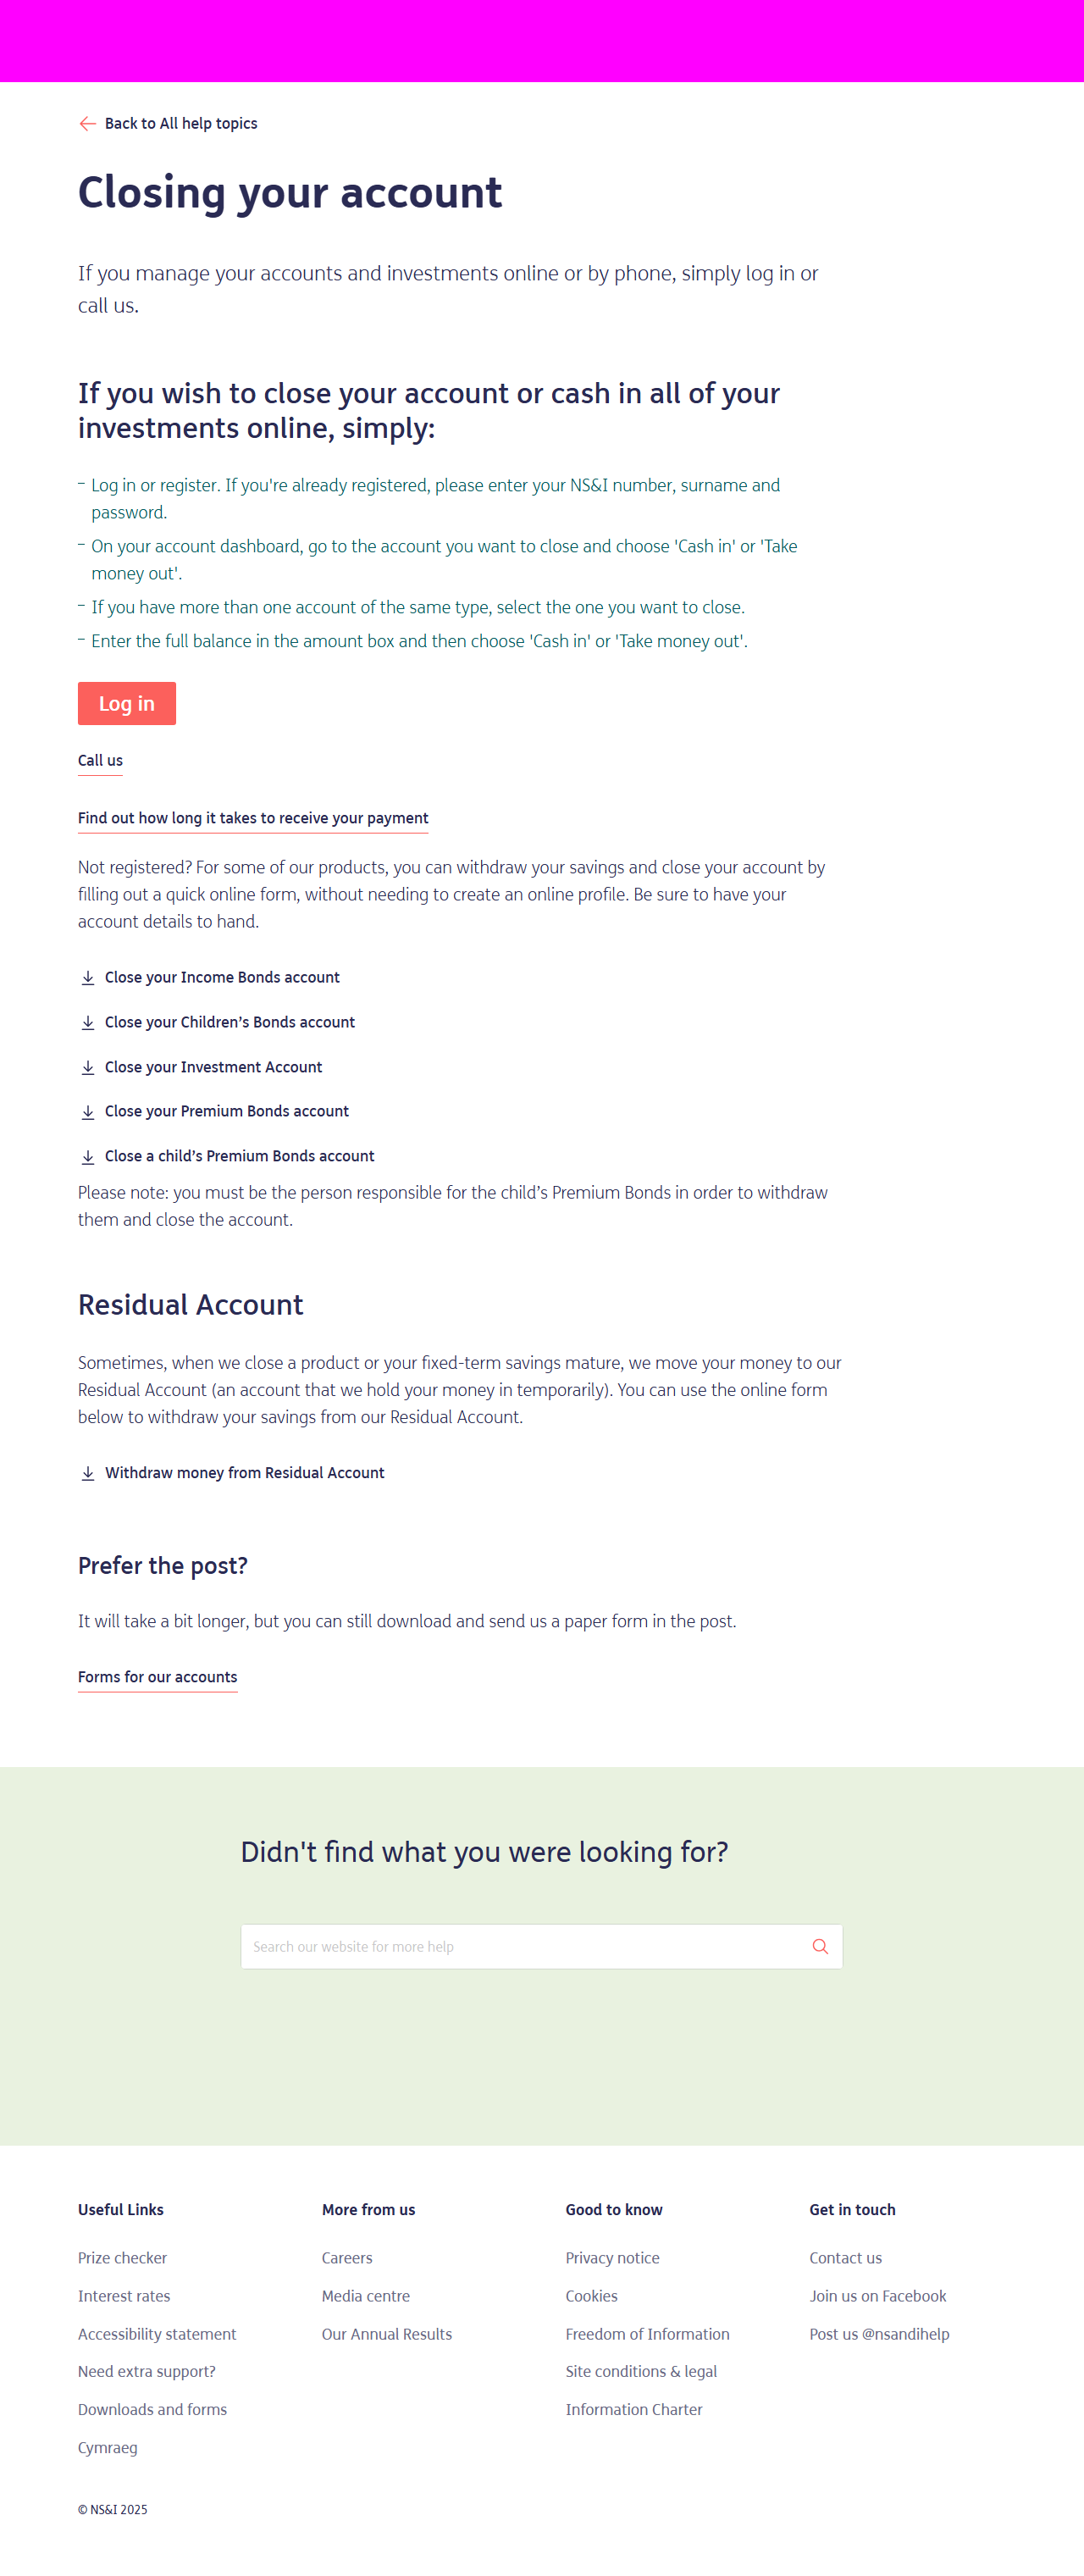 Back to All help topics
Closing your account
If you manage your accounts and investments online or by phone, simply log in or
call us.
If you wish to close your account or cash in all of your
investments online, simply:
– Log in or register. If you're already registered, please enter your NS&I number, surname and
password.
– On your account dashboard, go to the account you want to close and choose 'Cash in' or 'Take
money out'.
– If you have more than one account of the same type, select the one you want to close.
– Enter the full balance in the amount box and then choose 'Cash in' or 'Take money out'.
Log in
Call us
Find out how long it takes to receive your payment
Not registered? For some of our products, you can withdraw your savings and close your account by
filling out a quick online form, without needing to create an online profile. Be sure to have your
account details to hand.
Close your Income Bonds account
Close your Children’s Bonds account
Close your Investment Account
Close your Premium Bonds account
Close a child’s Premium Bonds account
Please note: you must be the person responsible for the child’s Premium Bonds in order to withdraw
them and close the account.
Residual Account
Sometimes, when we close a product or your fixed-term savings mature, we move your money to our
Residual Account (an account that we hold your money in temporarily). You can use the online form
below to withdraw your savings from our Residual Account.
Withdraw money from Residual Account
Prefer the post?
It will take a bit longer, but you can still download and send us a paper form in the post.
Forms for our accounts
Didn't find what you were looking for?
Search our website for more help
Useful Links
Prize checker
Interest rates
Accessibility statement
Need extra support?
Downloads and forms
Cymraeg
More from us
Careers
Media centre
Our Annual Results
Good to know
Privacy notice
Cookies
Freedom of Information
Site conditions & legal
Information Charter
Get in touch
Contact us
Join us on Facebook
Post us @nsandihelp
© NS&I 2025